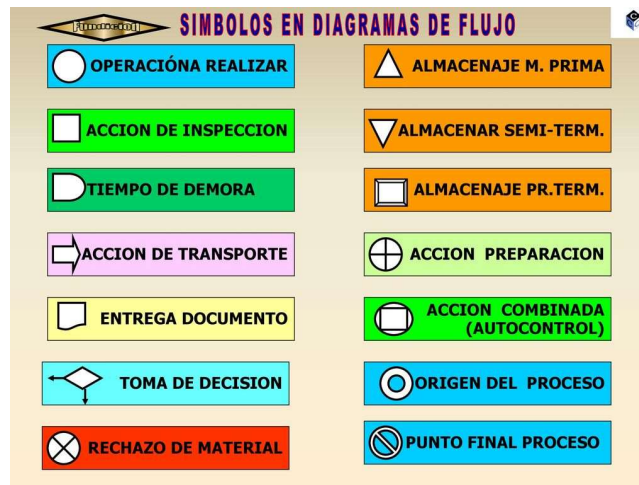 Fundicion
SIMBOLOS EN DIAGRAMAS DE FLUJO
OPERACIÓNA REALIZAR
ACCION DE INSPECCION
TIEMPO DE DEMORA
ACCION DE TRANSPORTE
ENTREGA DOCUMENTO
TOMA DE DECISION
RECHAZO DE MATERIAL
ALMACENAJE M. PRIMA
ALMACENAR SEMI-TERM.
ALMACENAJE PR.TERM.
ACCION PREPARACION
ACCION COMBINADA
(AUTOCONTROL)
ORIGEN DEL PROCESO
PUNTO FINAL PROCESO